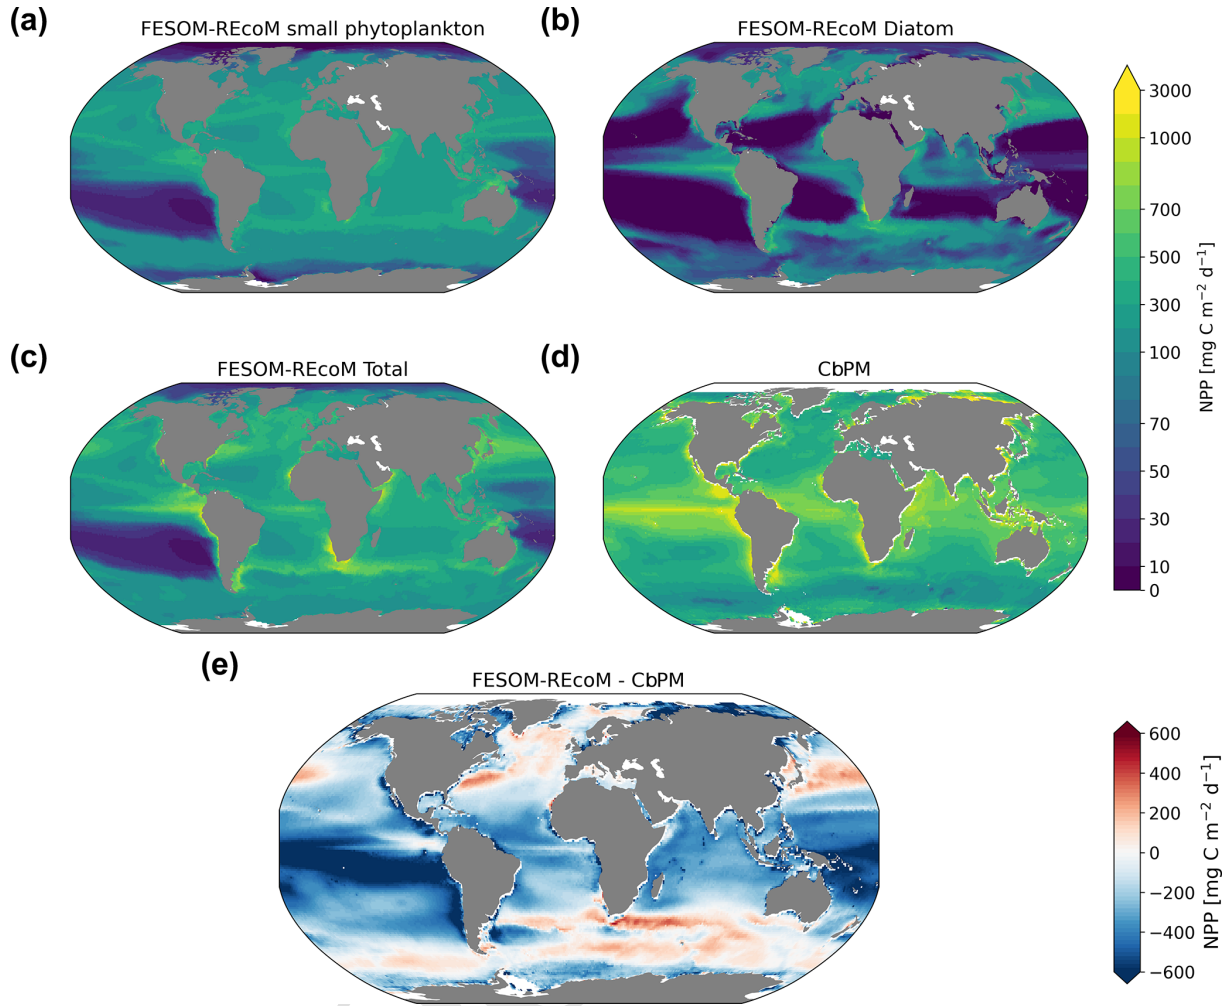 (a)
FESOM-REcoM small phytoplankton
(b)
FESOM-REcoM Diatom
3000
1000
700
500
300
100
70
50
30
10
0
NPP [mg C m⁻² d⁻¹]
(c)
FESOM-REcoM Total
(d)
CbPM
(e)
FESOM-REcoM - CbPM
600
400
200
0
−200
−400
−600
NPP [mg C m⁻² d⁻¹]